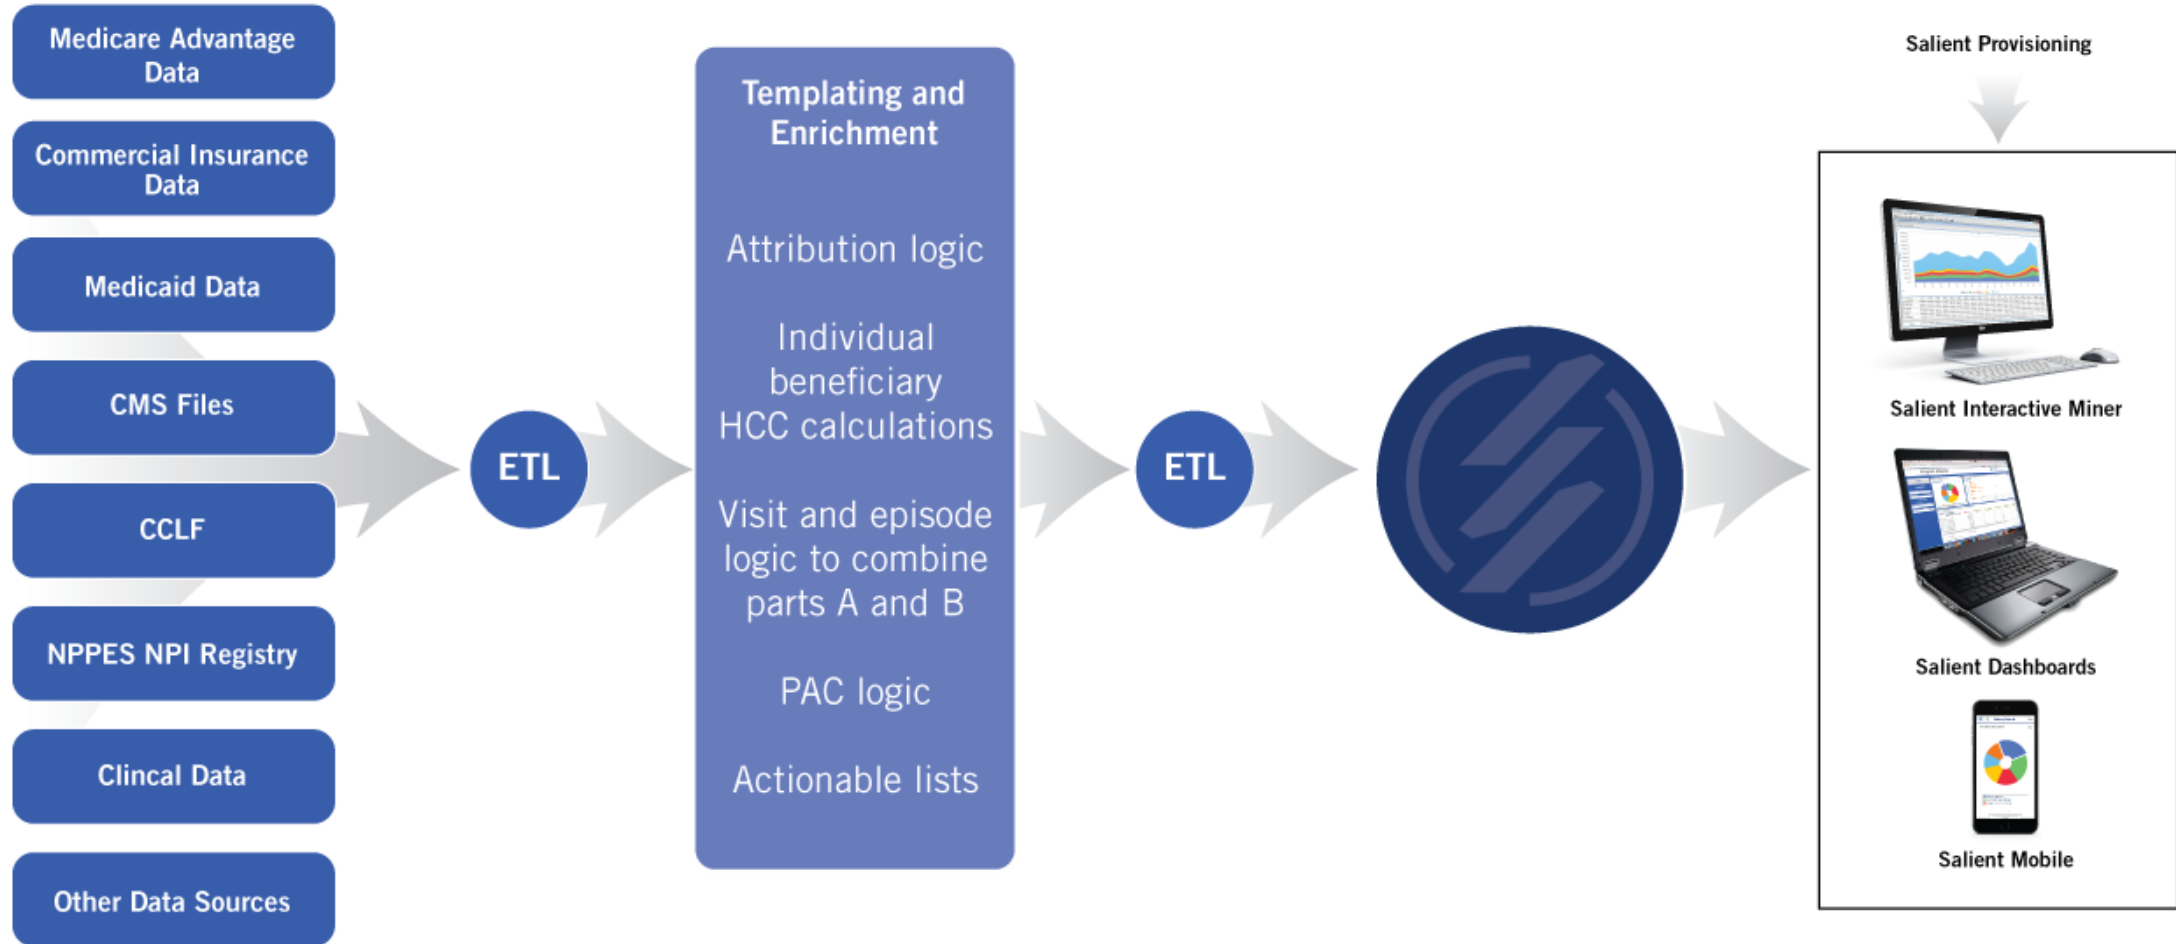 Medicare Advantage
Data
Commercial Insurance
Data
Medicaid Data
CMS Files
CCLF
NPPES NPI Registry
Clincal Data
Other Data Sources
ETL
Templating and
Enrichment
Attribution logic
Individual
beneficiary
HCC calculations
Visit and episode
logic to combine
parts A and B
PAC logic
Actionable lists
ETL
Salient Provisioning
Salient Interactive Miner
Salient Dashboards
Salient Mobile